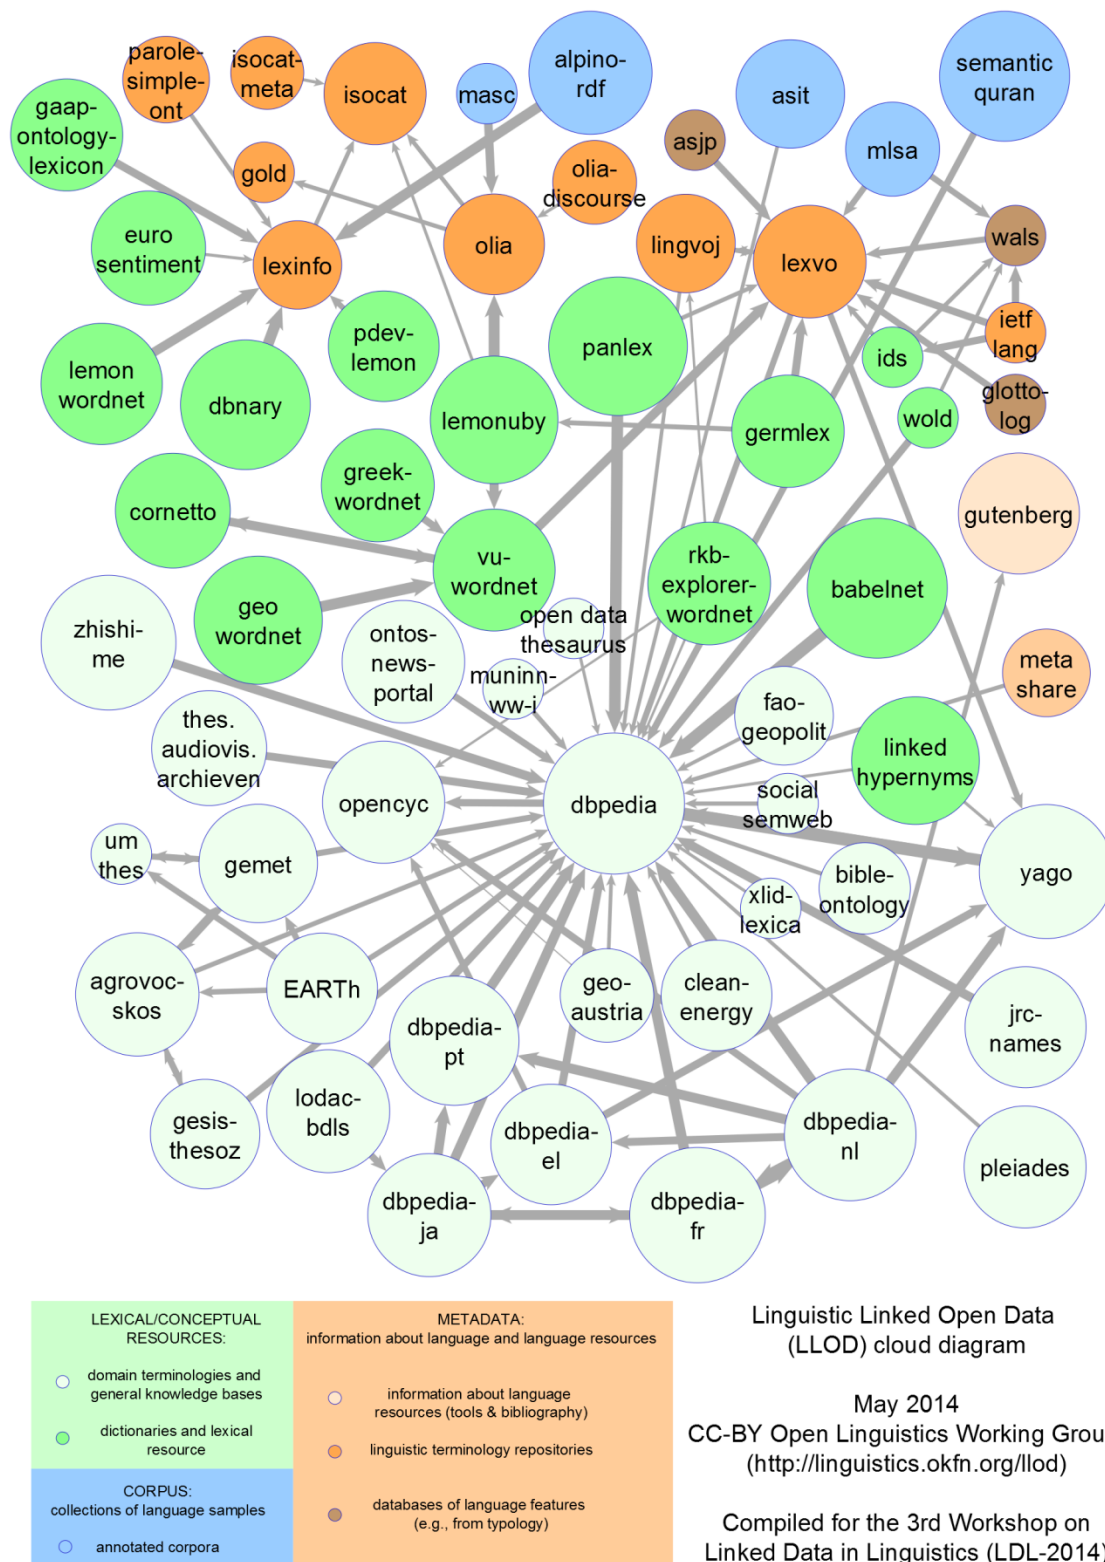 parole-
simple-
ont
isocat-
meta
isocat
masc
alpino-
rdf
asit
semantic
quran
gaap-
ontology-
lexicon
gold
olia-
discourse
asjp
mlsa
euro
sentiment
lexinfo
olia
lingvoj
lexvo
wals
lemon
wordnet
dbnary
pdev-
lemon
lemonuby
panlex
germlex
ids
ietf
lang
wold
glotto-
log
cornetto
greek-
wordnet
vu-
wordnet
rkb-
explorer-
wordnet
babelnet
gutenberg
geo
wordnet
zhishi-
me
ontos-
news-
portal
open data
thesaurus
muninn-
ww-i
meta
share
thes.
audiovis.
archieven
fao-
geopolit
linked
hypernyms
opencyc
dbpedia
social
semweb
um
thes
gemet
bible-
ontology
yago
xlid-
lexica
agrovoc-
skos
EARTh
geo-
austria
clean-
energy
jrc-
names
dbpedia-
pt
gesis-
thesoz
lodac-
bdls
dbpedia-
el
dbpedia-
nl
pleiades
dbpedia-
ja
dbpedia-
fr
LEXICAL/CONCEPTUAL
RESOURCES:
domain terminologies and
general knowledge bases
dictionaries and lexical
resource
CORPUS:
collections of language samples
annotated corpora
METADATA:
information about language and language resources
information about language
resources (tools & bibliography)
linguistic terminology repositories
databases of language features
(e.g., from typology)
Linguistic Linked Open Data
(LLOD) cloud diagram
May 2014
CC-BY Open Linguistics Working Grou
(http://linguistics.okfn.org/llod)
Compiled for the 3rd Workshop on
Linked Data in Linguistics (LDL-2014)